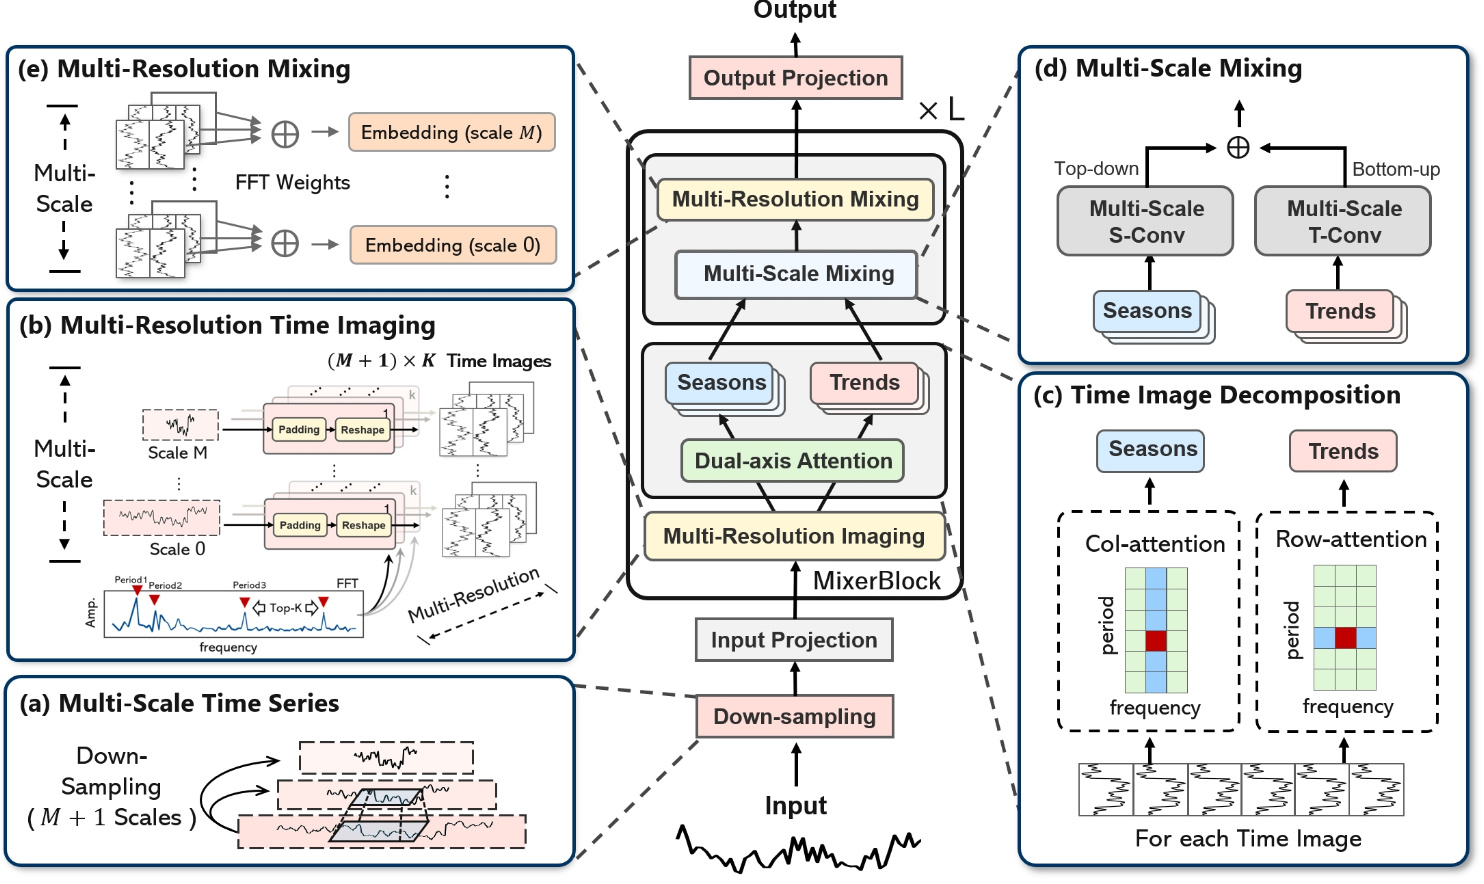 Output
Output Projection
× L
Multi-Resolution Mixing
Multi-Scale Mixing
Seasons
Trends
Dual-axis Attention
Multi-Resolution Imaging
MixerBlock
Input Projection
Down-sampling
Input
(e) Multi-Resolution Mixing
Multi-
Scale
FFT Weights
Embedding (scale M)
⋮
Embedding (scale 0)
(b) Multi-Resolution Time Imaging
(M + 1) × K Time Images
Multi-
Scale
Scale M
Padding
Reshape
1
k
Scale 0
Padding
Reshape
1
k
Period1
Period2
Period3
FFT
Top-K
Amp.
frequency
Multi-Resolution
(a) Multi-Scale Time Series
Down-
Sampling
( M + 1 Scales )
(d) Multi-Scale Mixing
Top-down
Bottom-up
Multi-Scale
S-Conv
Multi-Scale
T-Conv
Seasons
Trends
(c) Time Image Decomposition
Seasons
Trends
Col-attention
period
frequency
Row-attention
period
frequency
For each Time Image